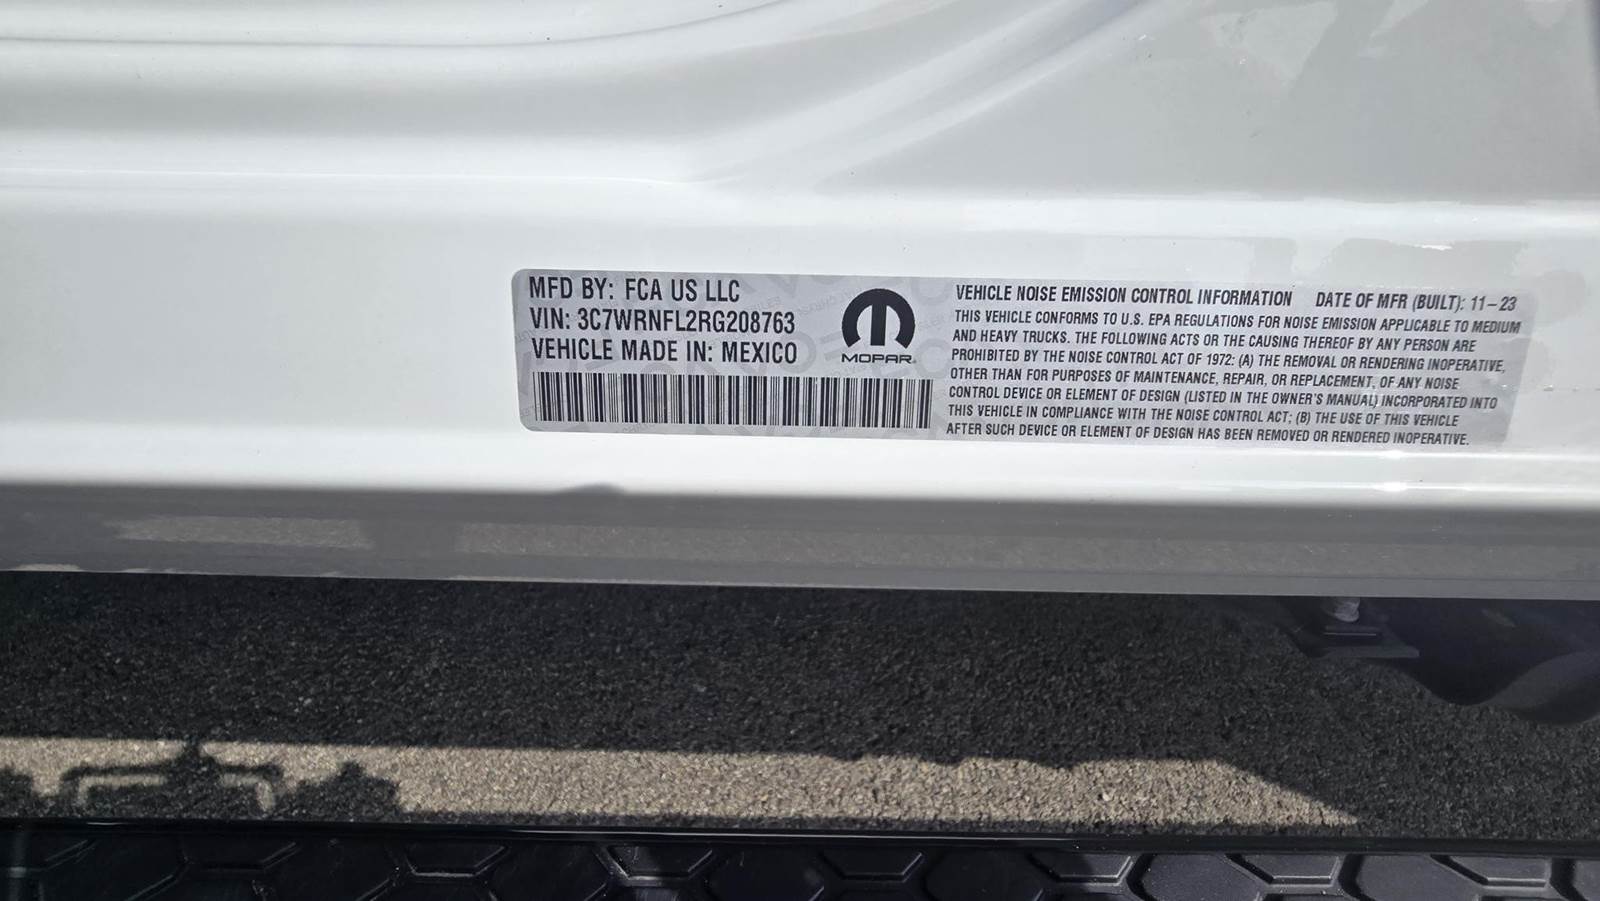 MFD BY: FCA US LLC
VIN: 3C7WRNFL2RG208763
VEHICLE MADE IN: MEXICO
MOPAR
VEHICLE NOISE EMISSION CONTROL INFORMATION DATE OF MFR (BUILT): 11-23
THIS VEHICLE CONFORMS TO U.S. EPA REGULATIONS FOR NOISE EMISSION APPLICABLE TO MEDIUM
AND HEAVY TRUCKS. THE FOLLOWING ACTS OR THE CAUSING THEREOF BY ANY PERSON ARE
PROHIBITED BY THE NOISE CONTROL ACT OF 1972: (A) THE REMOVAL OR RENDERING INOPERATIVE,
OTHER THAN FOR PURPOSES OF MAINTENANCE, REPAIR, OR REPLACEMENT, OF ANY NOISE
CONTROL DEVICE OR ELEMENT OF DESIGN (LISTED IN THE OWNER'S MANUAL) INCORPORATED INTO
THIS VEHICLE IN COMPLIANCE WITH THE NOISE CONTROL ACT; (B) THE USE OF THIS VEHICLE
AFTER SUCH DEVICE OR ELEMENT OF DESIGN HAS BEEN REMOVED OR RENDERED INOPERATIVE.